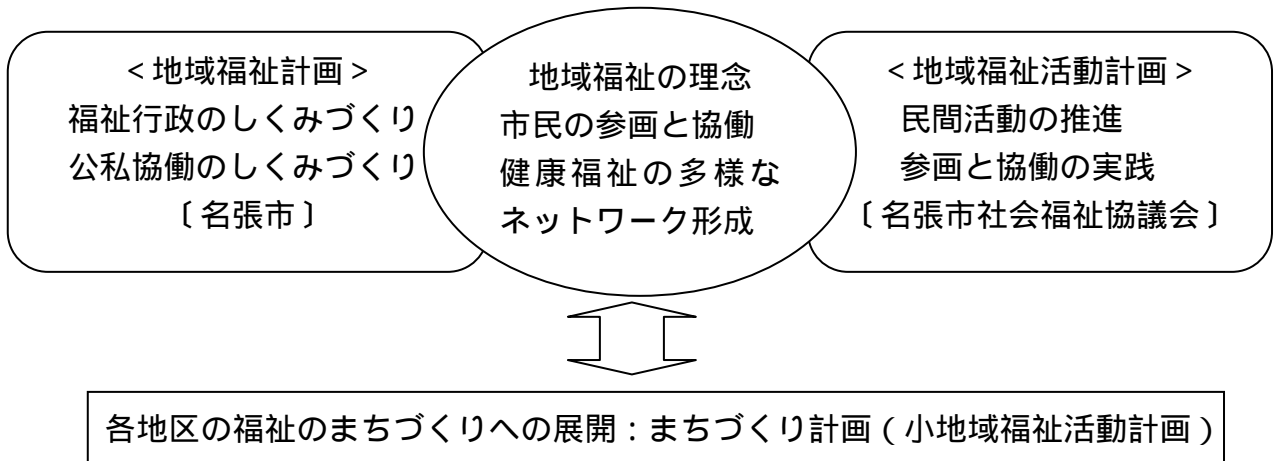 <地域福祉計画>
福祉行政のしくみづくり
公私協働のしくみづくり
〔名張市〕
地域福祉の理念
市民の参画と協働
健康福祉の多様な
ネットワーク形成
<地域福祉活動計画>
民間活動の推進
参画と協働の実践
〔名張市社会福祉協議会〕
各地区の福祉のまちづくりへの展開:まちづくり計画(小地域福祉活動計画)